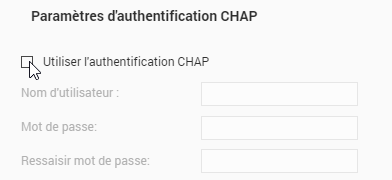 Paramètres d'authentification CHAP
Utiliser l'authentification CHAP
Nom d'utilisateur :
Mot de passe:
Ressaisir mot de passe: